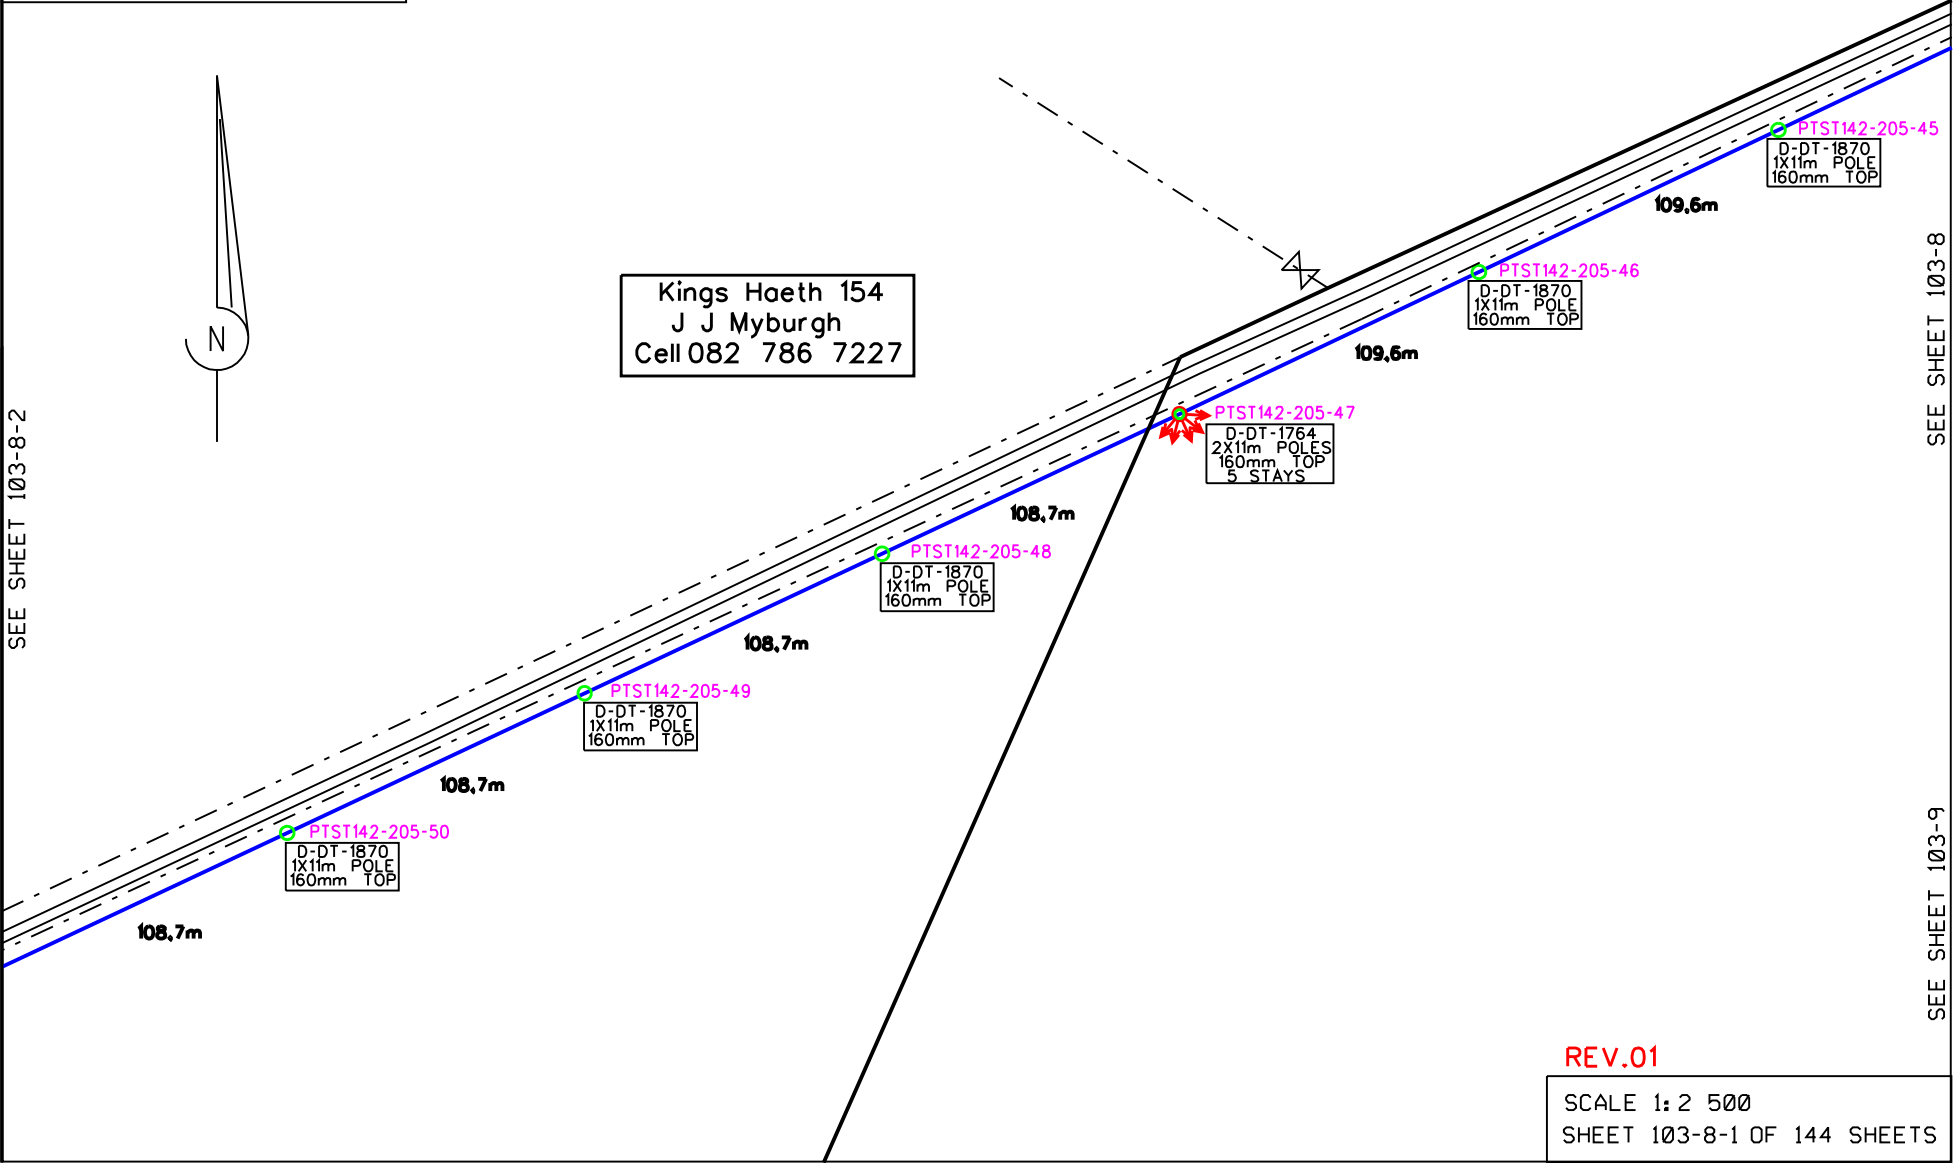 PTST142-205-45
D-DT-1870
1X11m POLE
160mm TOP
109,6m
PTST142-205-46
D-DT-1870
1X11m POLE
160mm TOP
109,6m
SEE SHEET 103-8
N
Kings Haeth 154
J J Myburgh
Cell 082 786 7227
PTST142-205-47
D-DT-1764
2X11m POLES
160mm TOP
5 STAYS
108,7m
SEE SHEET 103-8-2
PTST142-205-48
D-DT-1870
1X11m POLE
160mm TOP
108,7m
PTST142-205-49
D-DT-1870
1X11m POLE
160mm TOP
108,7m
PTST142-205-50
D-DT-1870
1X11m POLE
160mm TOP
108,7m
SEE SHEET 103-9
REV.01
SCALE 1:2 500
SHEET 103-8-1 OF 144 SHEETS